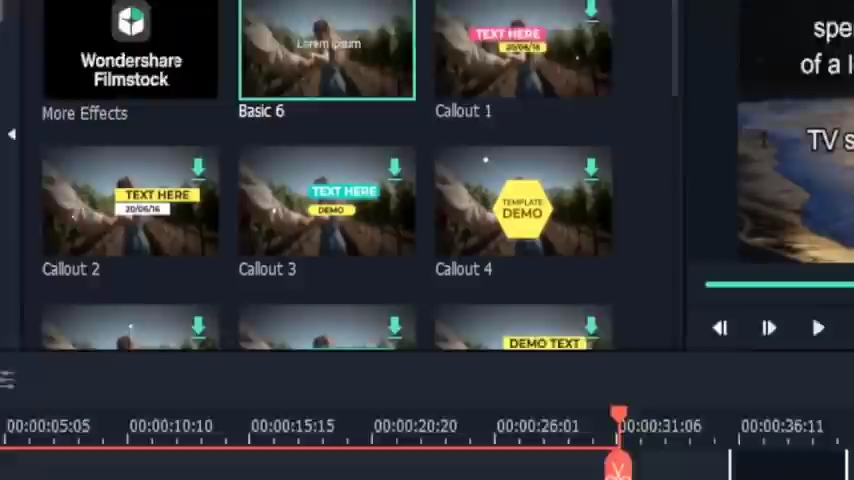 spe
of a l
Wondershare
Filmstock
Lorem Ipsum
TEXT HERE
20/06/16
More Effects
Basic 6
Callout 1
TV s
TEXT HERE
20/06/16
TEXT HERE
DEMO
TEMPLATE
DEMO
Callout 2
Callout 3
Callout 4
DEMO TEXT
00:00:05:05
00:00:10:10
00:00:15:15
00:00:20:20
00:00:26:01
00:00:31:06
00:00:36:11